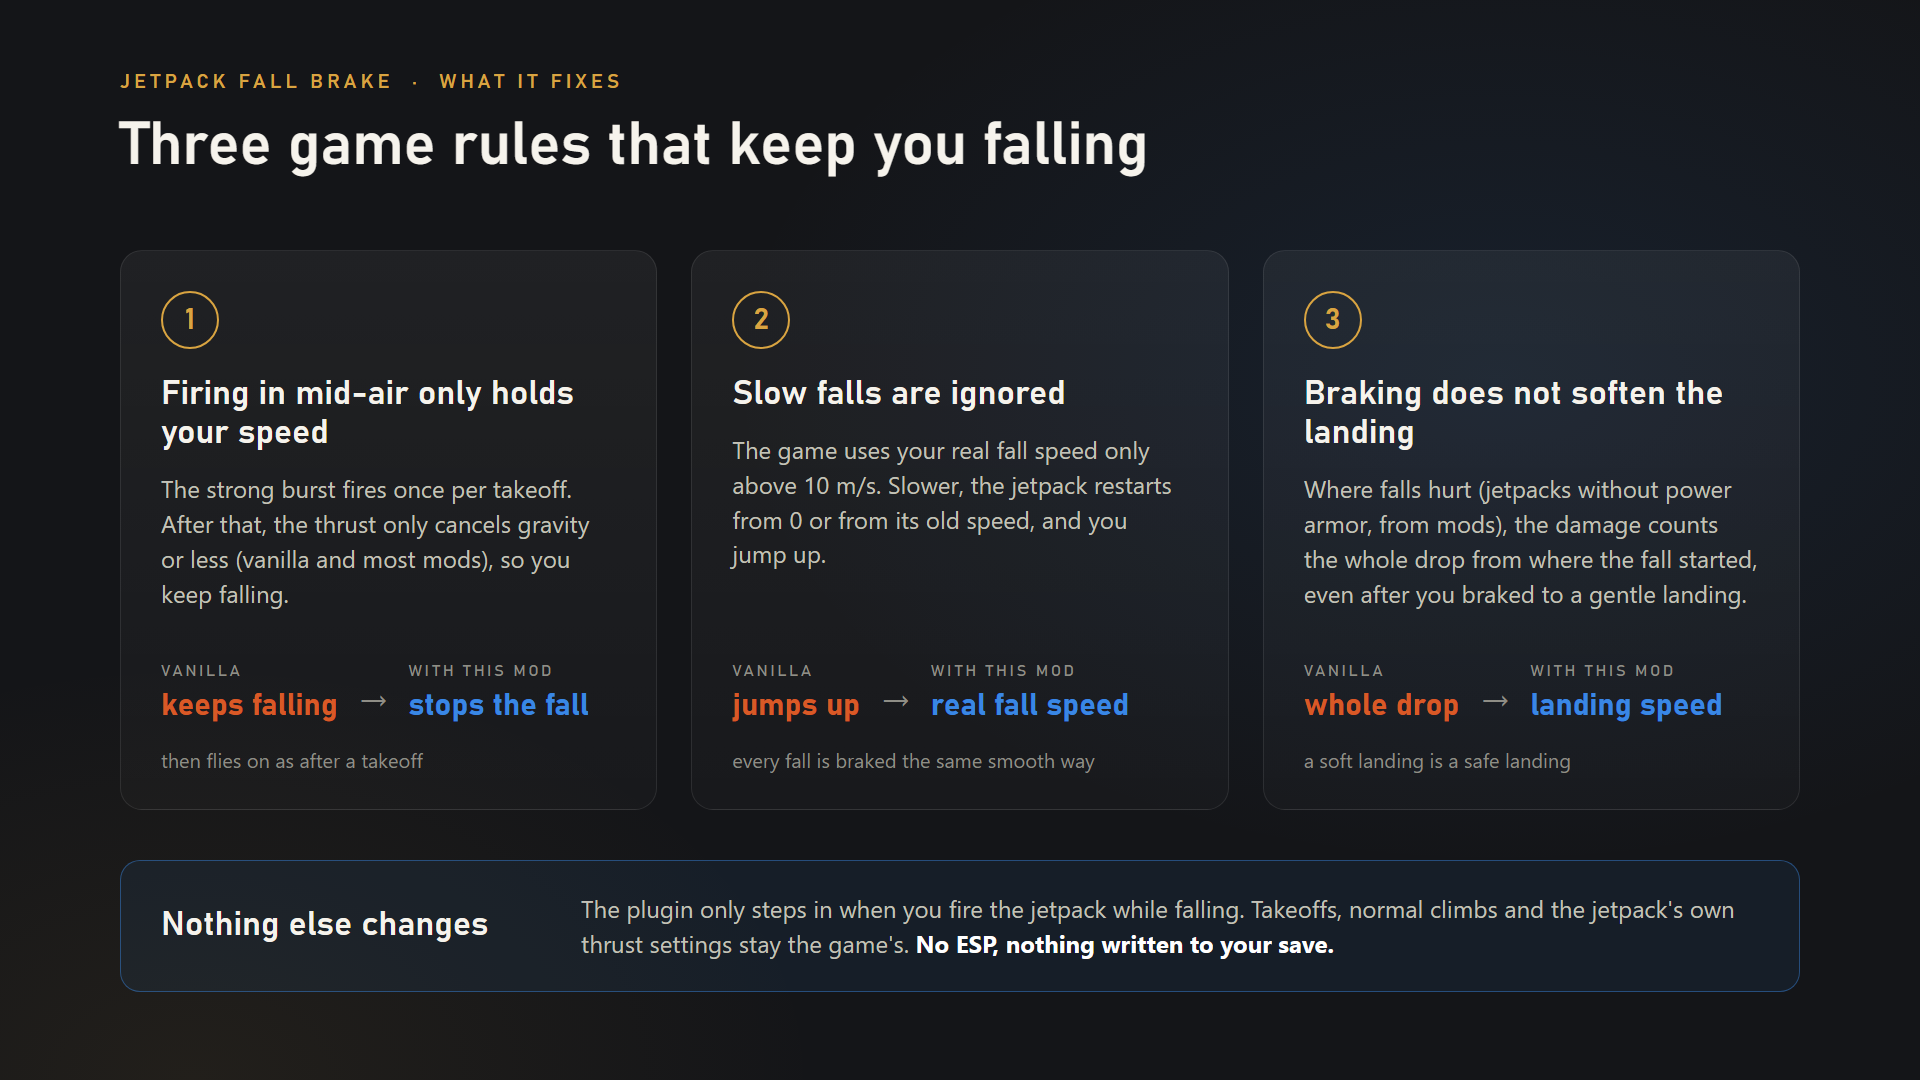 JETPACK FALL BRAKE · WHAT IT FIXES
Three game rules that keep you falling
1
Firing in mid-air only holds
your speed
The strong burst fires once per takeoff.
After that, the thrust only cancels gravity
or less (vanilla and most mods), so you
keep falling.
VANILLA
keeps falling
→
WITH THIS MOD
stops the fall
then flies on as after a takeoff
2
Slow falls are ignored
The game uses your real fall speed only
above 10 m/s. Slower, the jetpack restarts
from 0 or from its old speed, and you
jump up.
VANILLA
jumps up
→
WITH THIS MOD
real fall speed
every fall is braked the same smooth way
3
Braking does not soften the
landing
Where falls hurt (jetpacks without power
armor, from mods), the damage counts
the whole drop from where the fall started,
even after you braked to a gentle landing.
VANILLA
whole drop
→
WITH THIS MOD
landing speed
a soft landing is a safe landing
Nothing else changes
The plugin only steps in when you fire the jetpack while falling. Takeoffs, normal climbs and the jetpack's own
thrust settings stay the game's. No ESP, nothing written to your save.